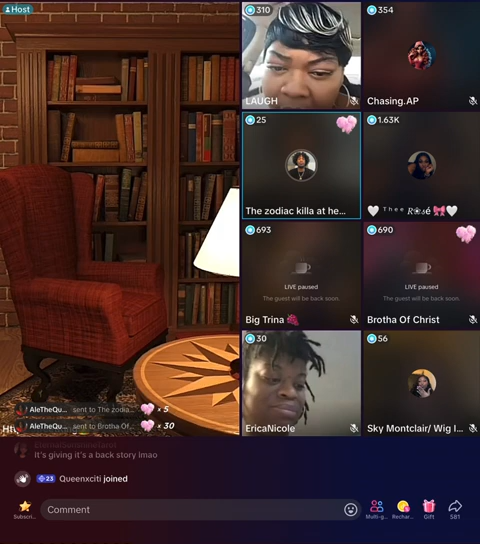 Host
310
LAUGH
354
Chasing.AP
25
The zodiac killa at he...
1.63K
🤍 ᵀʰᵉᵉ 𝑅❀𝓈é 🎀🤍
693
LIVE paused
The guest will be back soon.
Big Trina 🍇
690
LIVE paused
The guest will be back soon.
Brotha Of Christ
30
EricaNicole
56
Sky Montclair/ Wig I...
AleTheQu... sent to The zodia... × 5
AleTheQu... sent to Brotha Of... × 30
It's giving it's a back story lmao
23 Queenxciti joined
Subscri...
Comment
Multi-g...
Rechar...
Gift
581